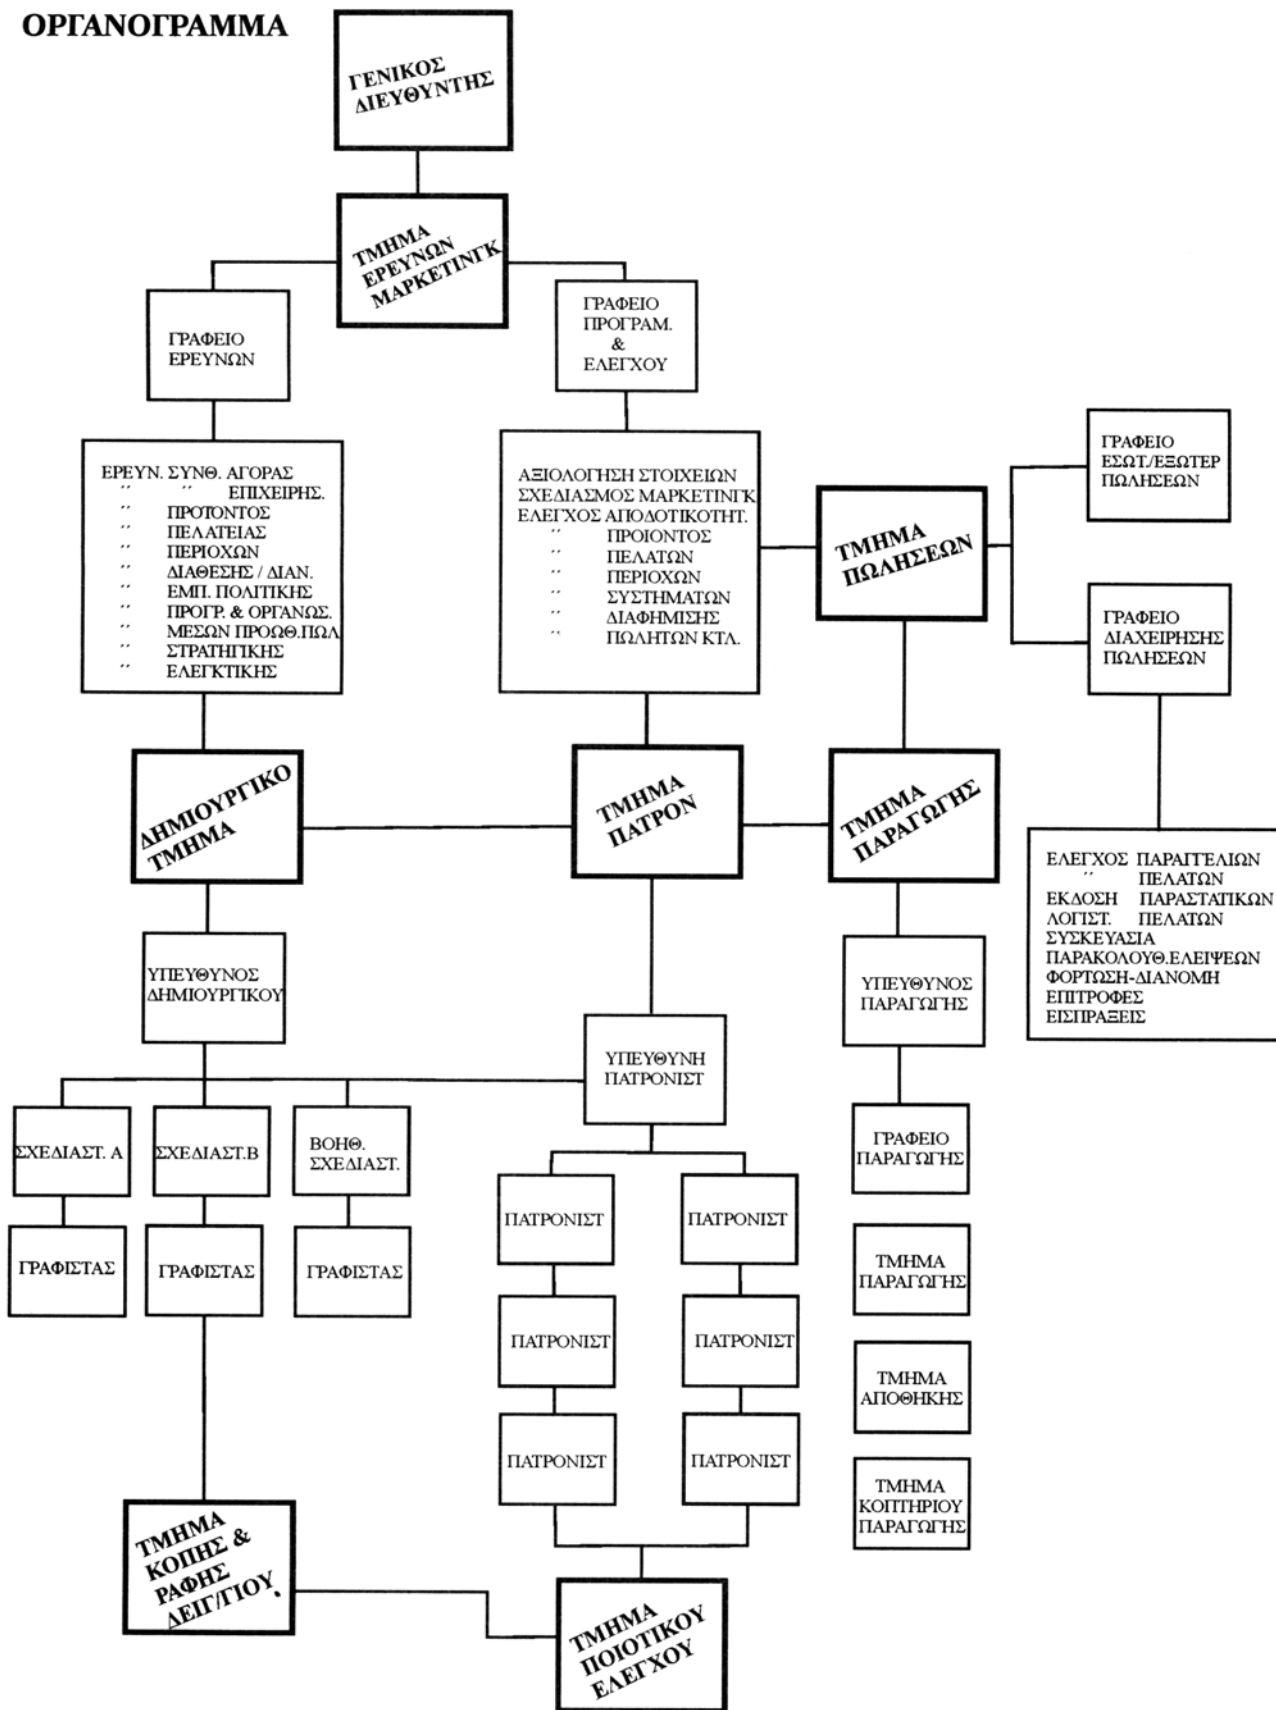 ΟΡΓΑΝΟΓΡΑΜΜΑ
ΓΕΝΙΚΟΣ
ΔΙΕΥΘΥΝΤΗΣ
ΤΜΗΜΑ
ΕΡΕΥΝΩΝ
ΜΑΡΚΕΤΙΝΓΚ
ΓΡΑΦΕΙΟ
ΕΡΕΥΝΩΝ
ΓΡΑΦΕΙΟ
ΠΡΟΓΡΑΜ.
&
ΕΛΕΓΧΟΥ
ΕΡΕΥΝ. ΣΥΝΘ. ΑΓΟΡΑΣ
΄΄ ΄΄ ΕΠΙΧΕΙΡΗΣ.
΄΄ ΠΡΟΤΟΝΤΟΣ
΄΄ ΠΕΛΑΤΕΙΑΣ
΄΄ ΠΕΡΙΟΧΩΝ
΄΄ ΔΙΑΘΕΣΗΣ / ΔΙΑΝ.
΄΄ ΕΜΠ. ΠΟΛΙΤΙΚΗΣ
΄΄ ΠΡΟΓΡ. & ΟΡΓΑΝΩΣ.
΄΄ ΜΕΣΩΝ ΠΡΟΩΘ.ΠΩΛ
΄΄ ΣΤΡΑΤΗΓΙΚΗΣ
΄΄ ΕΛΕΓΚΤΙΚΗΣ
ΑΞΙΟΛΟΓΗΣΗ ΣΤΟΙΧΕΙΩΝ
ΣΧΕΔΙΑΣΜΟΣ ΜΑΡΚΕΤΙΝΓΚ
ΕΛΕΓΧΟΣ ΑΠΟΔΟΤΙΚΟΤΗΤ.
΄΄ ΠΡΟΙΟΝΤΟΣ
΄΄ ΠΕΛΑΤΩΝ
΄΄ ΠΕΡΙΟΧΩΝ
΄΄ ΣΥΣΤΗΜΑΤΩΝ
΄΄ ΔΙΑΦΗΜΙΣΗΣ
΄΄ ΠΩΛΗΤΩΝ ΚΤΛ.
ΤΜΗΜΑ
ΠΩΛΗΣΕΩΝ
ΓΡΑΦΕΙΟ
ΕΣΩΤ./ΕΞΩΤΕΡ
ΠΩΛΗΣΕΩΝ
ΓΡΑΦΕΙΟ
ΔΙΑΧΕΙΡΗΣΗΣ
ΠΩΛΗΣΕΩΝ
ΔΗΜΙΟΥΡΓΙΚΟ
ΤΜΗΜΑ
ΤΜΗΜΑ
ΠΑΤΡΟΝ
ΤΜΗΜΑ
ΠΑΡΑΓΩΓΗΣ
ΕΛΕΓΧΟΣ ΠΑΡΑΓΓΕΛΙΩΝ
΄΄ ΠΕΛΑΤΩΝ
ΕΚΔΟΣΗ ΠΑΡΑΣΤΑΤΙΚΩΝ
ΛΟΓΙΣΤ. ΠΕΛΑΤΩΝ
ΣΥΣΚΕΥΑΣΙΑ
ΠΑΡΑΚΟΛΟΥΘ.ΕΛΕΙΨΕΩΝ
ΦΟΡΤΩΣΗ-ΔΙΑΝΟΜΗ
ΕΠΙΤΡΟΦΕΣ
ΕΙΣΠΡΑΞΕΙΣ
ΥΠΕΥΘΥΝΟΣ
ΔΗΜΙΟΥΡΓΙΚΟΥ
ΥΠΕΥΘΥΝΗ
ΠΑΤΡΟΝΙΣΤ
ΥΠΕΥΘΥΝΟΣ
ΠΑΡΑΓΩΓΗΣ
ΣΧΕΔΙΑΣΤ. Α
ΣΧΕΔΙΑΣΤ.Β
ΒΟΗΘ.
ΣΧΕΔΙΑΣΤ.
ΓΡΑΦΕΙΟ
ΠΑΡΑΓΩΓΗΣ
ΓΡΑΦΙΣΤΑΣ
ΓΡΑΦΙΣΤΑΣ
ΓΡΑΦΙΣΤΑΣ
ΠΑΤΡΟΝΙΣΤ
ΠΑΤΡΟΝΙΣΤ
ΤΜΗΜΑ
ΠΑΡΑΓΩΓΗΣ
ΠΑΤΡΟΝΙΣΤ
ΠΑΤΡΟΝΙΣΤ
ΤΜΗΜΑ
ΑΠΟΘΗΚΗΣ
ΠΑΤΡΟΝΙΣΤ
ΠΑΤΡΟΝΙΣΤ
ΤΜΗΜΑ
ΚΟΠΤΗΡΙΟΥ
ΠΑΡΑΓΩΓΗΣ
ΤΜΗΜΑ
ΚΟΠΗΣ &
ΡΑΦΗΣ
ΔΕΙΓ/ΓΙΟΥ.
ΤΜΗΜΑ
ΠΟΙΟΤΙΚΟΥ
ΕΛΕΓΧΟΥ